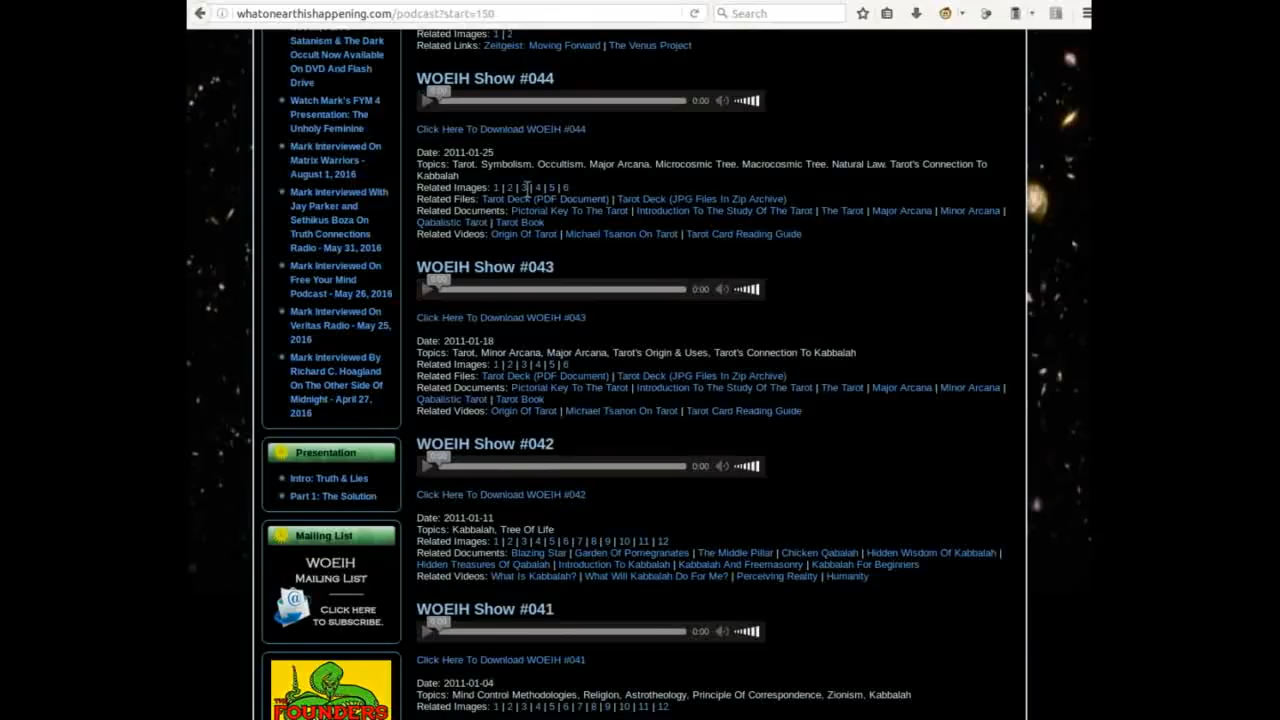 whatonearthishappening.com/podcast?start=150
Search
Satanism & The Dark
Occult Now Available
On DVD And Flash
Drive
Watch Mark's FYM 4
Presentation: The
Unholy Feminine
Mark Interviewed On
Matrix Warriors -
August 1, 2016
Mark Interviewed With
Jay Parker and
Sethikus Boza On
Truth Connections
Radio - May 31, 2016
Mark Interviewed On
Free Your Mind
Podcast - May 26, 2016
Mark Interviewed On
Veritas Radio - May 25,
2016
Mark Interviewed By
Richard C. Hoagland
On The Other Side Of
Midnight - April 27,
2016
Presentation
Intro: Truth & Lies
Part 1: The Solution
Mailing List
WOEIH
MAILING LIST
CLICK HERE
TO SUBSCRIBE.
THE
FOUNDERS
Related Images: 1 | 2
Related Links: Zeitgeist: Moving Forward | The Venus Project
WOEIH Show #044
0:00
0:00
Click Here To Download WOEIH #044
Date: 2011-01-25
Topics: Tarot, Symbolism, Occultism, Major Arcana, Microcosmic Tree, Macrocosmic Tree, Natural Law, Tarot's Connection To
Kabbalah
Related Images: 1 | 2 | 3 | 4 | 5 | 6
Related Files: Tarot Deck (PDF Document) | Tarot Deck (JPG Files In Zip Archive)
Related Documents: Pictorial Key To The Tarot | Introduction To The Study Of The Tarot | The Tarot | Major Arcana | Minor Arcana |
Qabalistic Tarot | Tarot Book
Related Videos: Origin Of Tarot | Michael Tsarion On Tarot | Tarot Card Reading Guide
WOEIH Show #043
0:00
0:00
Click Here To Download WOEIH #043
Date: 2011-01-18
Topics: Tarot, Minor Arcana, Major Arcana, Tarot's Origin & Uses, Tarot's Connection To Kabbalah
Related Images: 1 | 2 | 3 | 4 | 5 | 6
Related Files: Tarot Deck (PDF Document) | Tarot Deck (JPG Files In Zip Archive)
Related Documents: Pictorial Key To The Tarot | Introduction To The Study Of The Tarot | The Tarot | Major Arcana | Minor Arcana |
Qabalistic Tarot | Tarot Book
Related Videos: Origin Of Tarot | Michael Tsarion On Tarot | Tarot Card Reading Guide
WOEIH Show #042
0:00
0:00
Click Here To Download WOEIH #042
Date: 2011-01-11
Topics: Kabbalah, Tree Of Life
Related Images: 1 | 2 | 3 | 4 | 5 | 6 | 7 | 8 | 9 | 10 | 11 | 12
Related Documents: Blazing Star | Garden Of Pomegranates | The Middle Pillar | Chicken Qabalah | Hidden Wisdom Of Kabbalah |
Hidden Treasures Of Qabalah | Introduction To Kabbalah | Kabbalah And Freemasonry | Kabbalah For Beginners
Related Videos: What Is Kabbalah? | What Will Kabbalah Do For Me? | Perceiving Reality | Humanity
WOEIH Show #041
0:00
0:00
Click Here To Download WOEIH #041
Date: 2011-01-04
Topics: Mind Control Methodologies, Religion, Astrotheology, Principle Of Correspondence, Zionism, Kabbalah
Related Images: 1 | 2 | 3 | 4 | 5 | 6 | 7 | 8 | 9 | 10 | 11 | 12